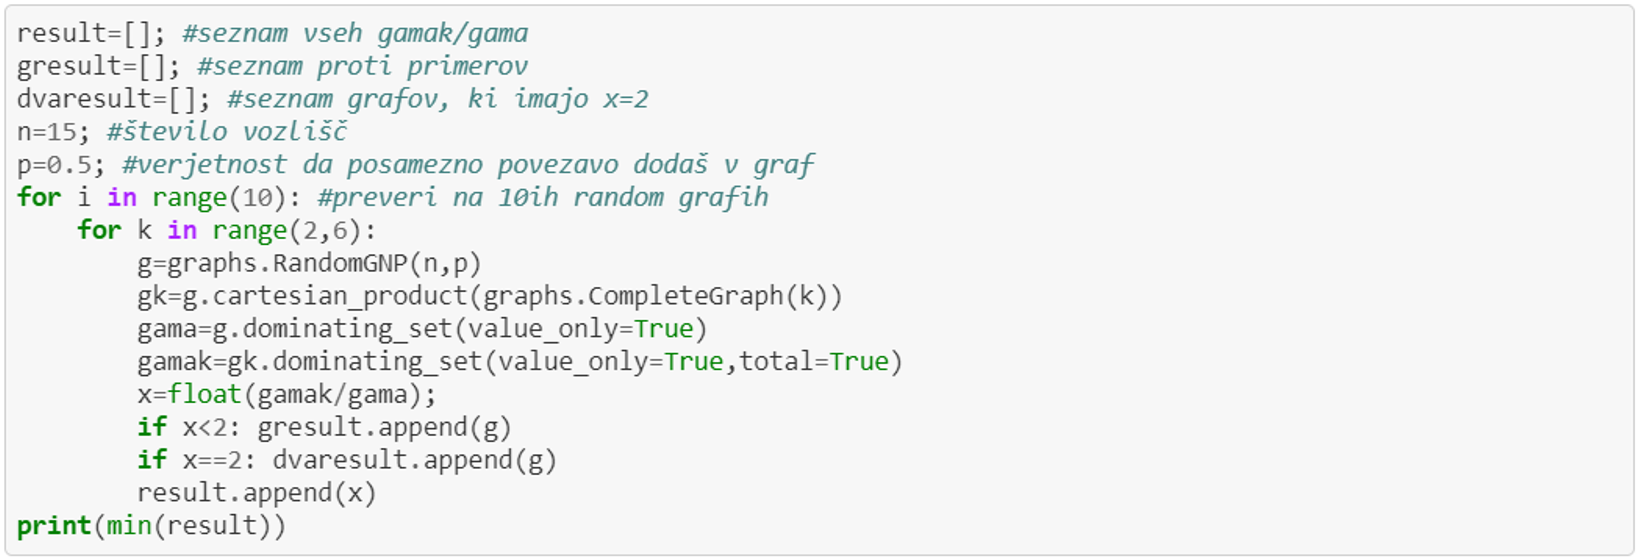 result=[]; #seznam vseh gamak/gama
gresult=[]; #seznam proti primerov
dvaresult=[]; #seznam grafov, ki imajo x=2
n=15; #število vozlišč
p=0.5; #verjetnost da posamezno povezavo dodaš v graf
for i in range(10): #preveri na 10ih random grafih
    for k in range(2,6):
        g=graphs.RandomGNP(n,p)
        gk=g.cartesian_product(graphs.CompleteGraph(k))
        gama=g.dominating_set(value_only=True)
        gamak=gk.dominating_set(value_only=True,total=True)
        x=float(gamak/gama);
        if x<2: gresult.append(g)
        if x==2: dvaresult.append(g)
        result.append(x)
print(min(result))